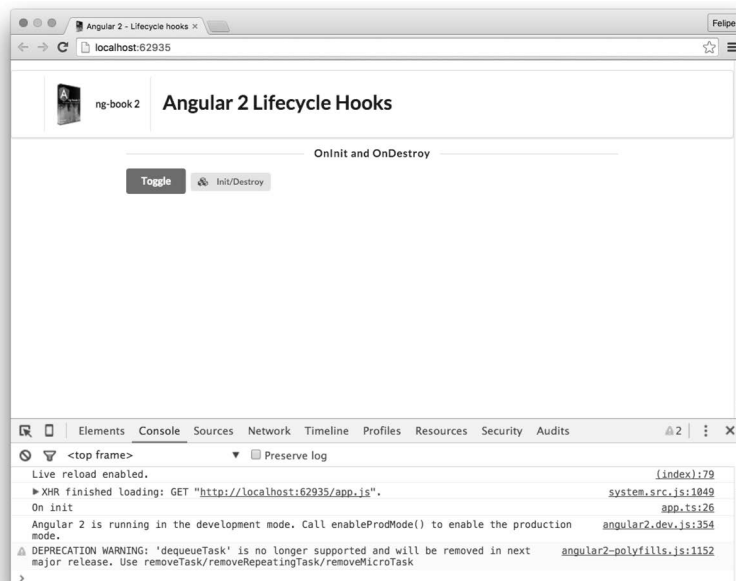 Angular 2 - Lifecycle hooks ×
Felipe
localhost:62935
ng-book 2
Angular 2 Lifecycle Hooks
OnInit and OnDestroy
Toggle
Init/Destroy
Elements Console Sources Network Timeline Profiles Resources Security Audits 2
<top frame> Preserve log
Live reload enabled. (index):79
XHR finished loading: GET "http://localhost:62935/app.js". system.src.js:1049
On init app.ts:26
Angular 2 is running in the development mode. Call enableProdMode() to enable the production angular2.dev.js:354
mode.
DEPRECATION WARNING: 'dequeueTask' is no longer supported and will be removed in next angular2-polyfills.js:1152
major release. Use removeTask/removeRepeatingTask/removeMicroTask
>